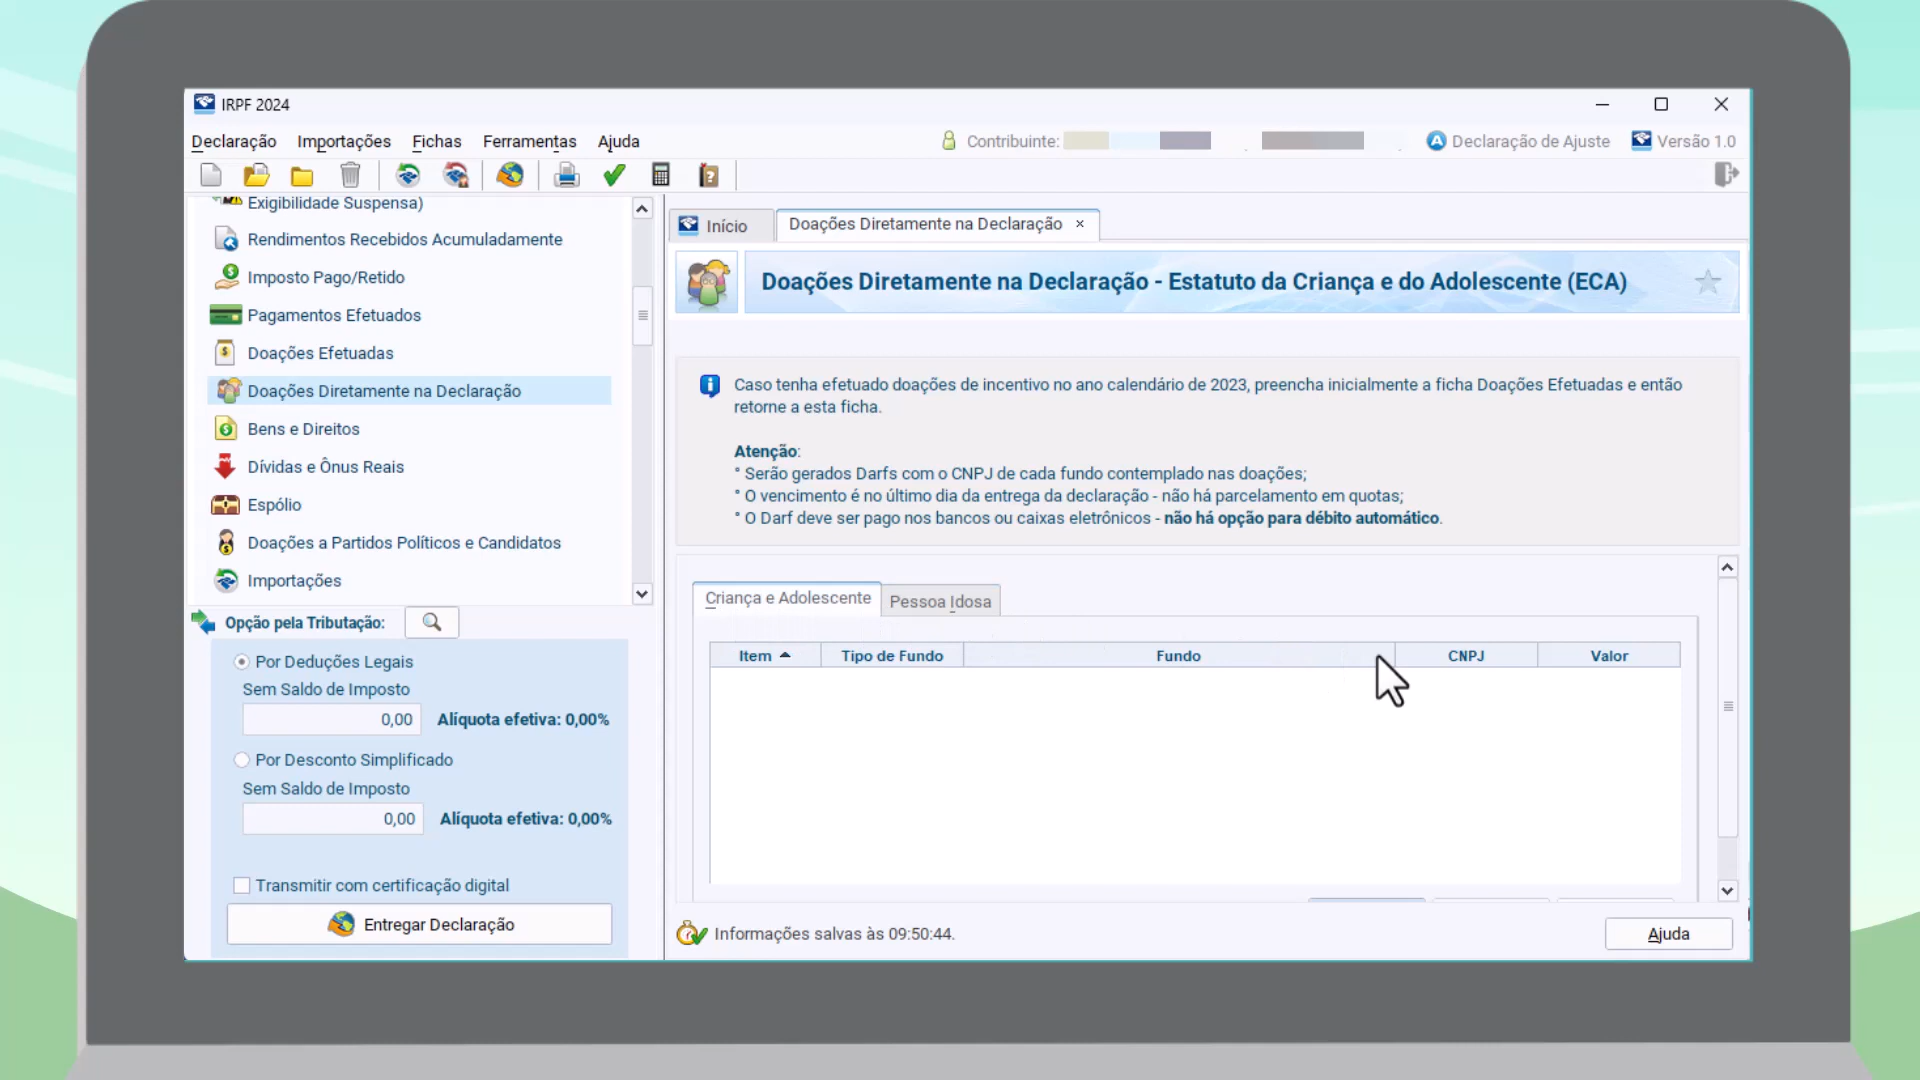 IRPF 2024
Declaração Importações Fichas Ferramentas Ajuda
Contribuinte:
Declaração de Ajuste
Versão 1.0
Exigibilidade Suspensa)
Rendimentos Recebidos Acumuladamente
Imposto Pago/Retido
Pagamentos Efetuados
Doações Efetuadas
Doações Diretamente na Declaração
Bens e Direitos
Dívidas e Ônus Reais
Espólio
Doações a Partidos Políticos e Candidatos
Importações
Opção pela Tributação:
Por Deduções Legais
Sem Saldo de Imposto
0,00 Alíquota efetiva: 0,00%
Por Desconto Simplificado
Sem Saldo de Imposto
0,00 Alíquota efetiva: 0,00%
Transmitir com certificação digital
Entregar Declaração
Início
Doações Diretamente na Declaração ×
Doações Diretamente na Declaração - Estatuto da Criança e do Adolescente (ECA)
Caso tenha efetuado doações de incentivo no ano calendário de 2023, preencha inicialmente a ficha Doações Efetuadas e então
retorne a esta ficha.
Atenção:
° Serão gerados Darfs com o CNPJ de cada fundo contemplado nas doações;
° O vencimento é no último dia da entrega da declaração - não há parcelamento em quotas;
° O Darf deve ser pago nos bancos ou caixas eletrônicos - não há opção para débito automático.
Criança e Adolescente
Pessoa Idosa
Item Tipo de Fundo Fundo CNPJ Valor
Informações salvas às 09:50:44.
Ajuda